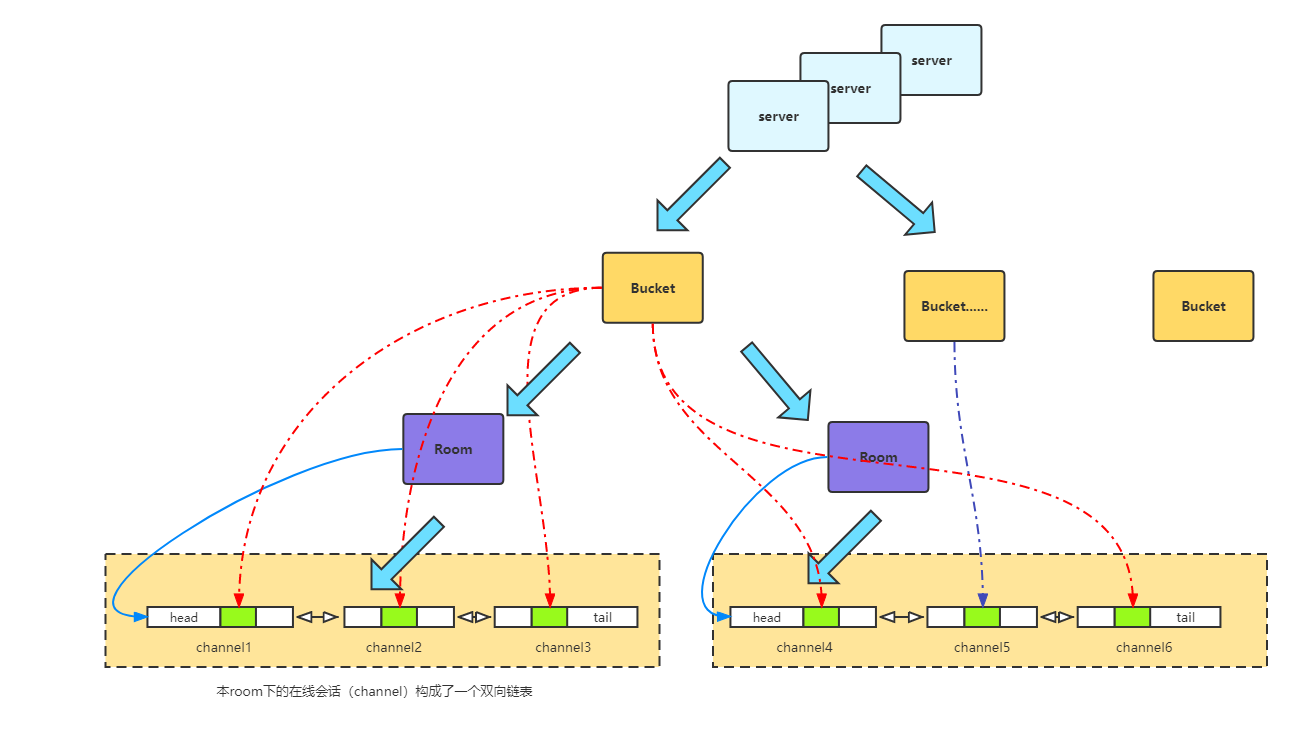 server
server
server
Bucket
Bucket......
Bucket
Room
Room
head
tail
head
tail
channel1
channel2
channel3
channel4
channel5
channel6
本room下的在线会话（channel）构成了一个双向链表